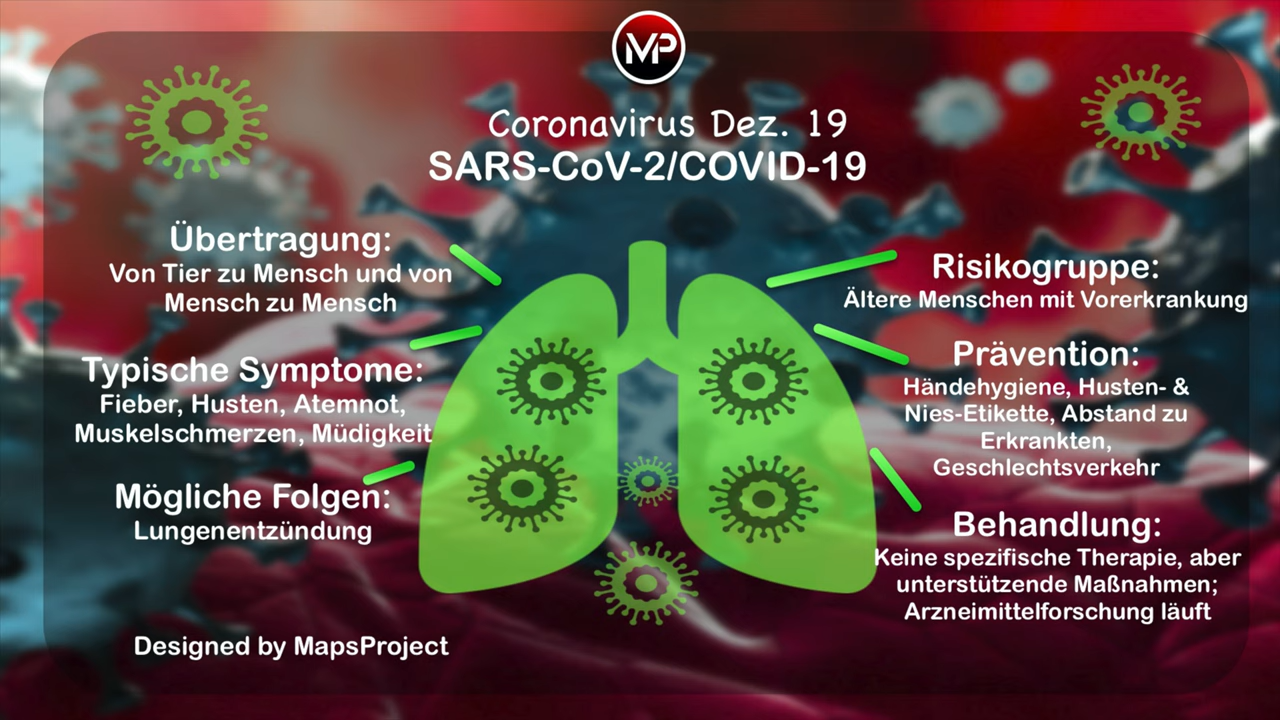 MP
Coronavirus Dez. 19
SARS-CoV-2/COVID-19
Übertragung:
Von Tier zu Mensch und von
Mensch zu Mensch
Typische Symptome:
Fieber, Husten, Atemnot,
Muskelschmerzen, Müdigkeit
Mögliche Folgen:
Lungenentzündung
Risikogruppe:
Ältere Menschen mit Vorerkrankung
Prävention:
Händehygiene, Husten- &
Nies-Etikette, Abstand zu
Erkrankten,
Geschlechtsverkehr
Behandlung:
Keine spezifische Therapie, aber
unterstützende Maßnahmen;
Arzneimittelforschung läuft
Designed by MapsProject